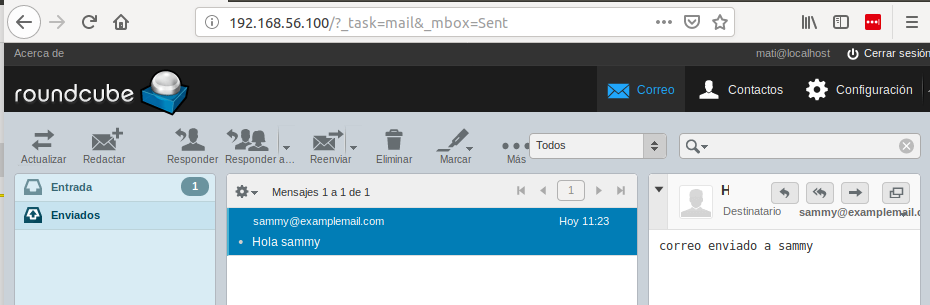 192.168.56.100/?_task=mail&_mbox=Sent
Acerca de
mati@localhost
Cerrar sesión
roundcube
Correo
Contactos
Configuración
Actualizar
Redactar
Responder
Responder a...
Reenviar
Eliminar
Marcar
Más
Todos
Entrada
1
Enviados
Mensajes 1 a 1 de 1
1
sammy@examplemail.com
Hoy 11:23
Hola sammy
H
Destinatario
sammy@examplemail.c
correo enviado a sammy